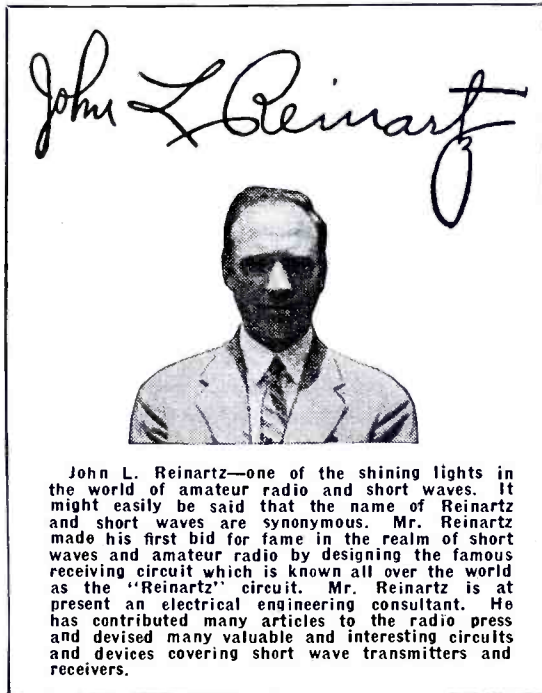 John L Reinartz
John L. Reinartz—one of the shining lights in
the world of amateur radio and short waves. It
might easily be said that the name of Reinartz
and short waves are synonymous. Mr. Reinartz
made his first bid for fame in the realm of short
waves and amateur radio by designing the famous
receiving circuit which is known all over the world
as the "Reinartz" circuit. Mr. Reinartz is at
present an electrical engineering consultant. He
has contributed many articles to the radio press
and devised many valuable and interesting circuits
and devices covering short wave transmitters and
receivers.